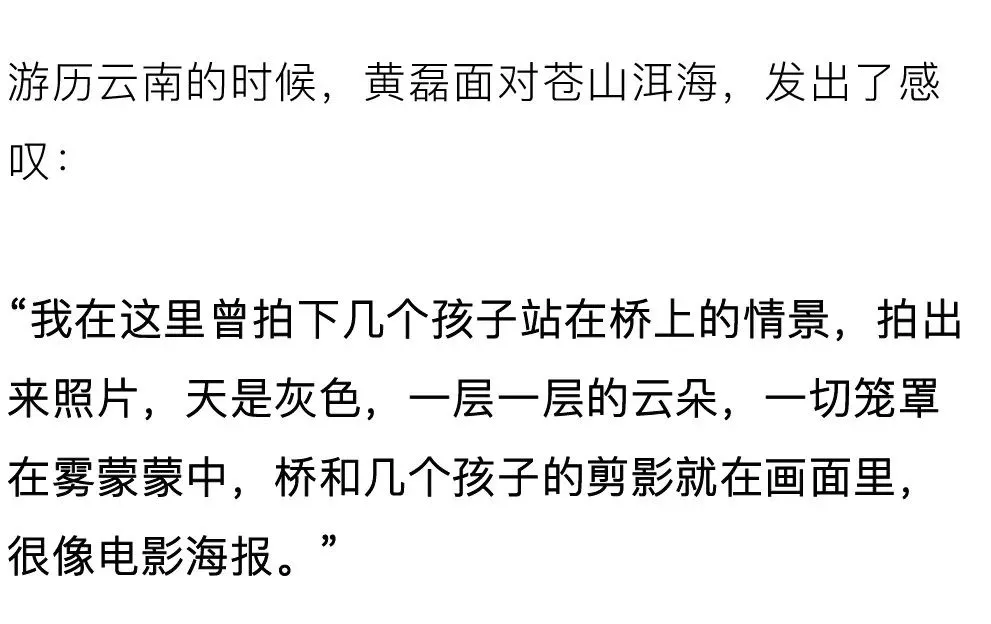 游历云南的时候，黄磊面对苍山洱海，发出了感
叹：
“我在这里曾拍下几个孩子站在桥上的情景，拍出
来照片，天是灰色，一层一层的云朵，一切笼罩
在雾蒙蒙中，桥和几个孩子的剪影就在画面里，
很像电影海报。”